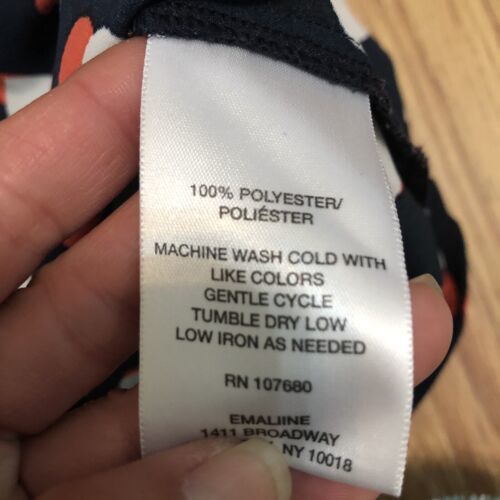 100% POLYESTER/
POLIÉSTER
MACHINE WASH COLD WITH
LIKE COLORS
GENTLE CYCLE
TUMBLE DRY LOW
LOW IRON AS NEEDED
RN 107680
EMALIINE
1411 BROADWAY
NY 10018